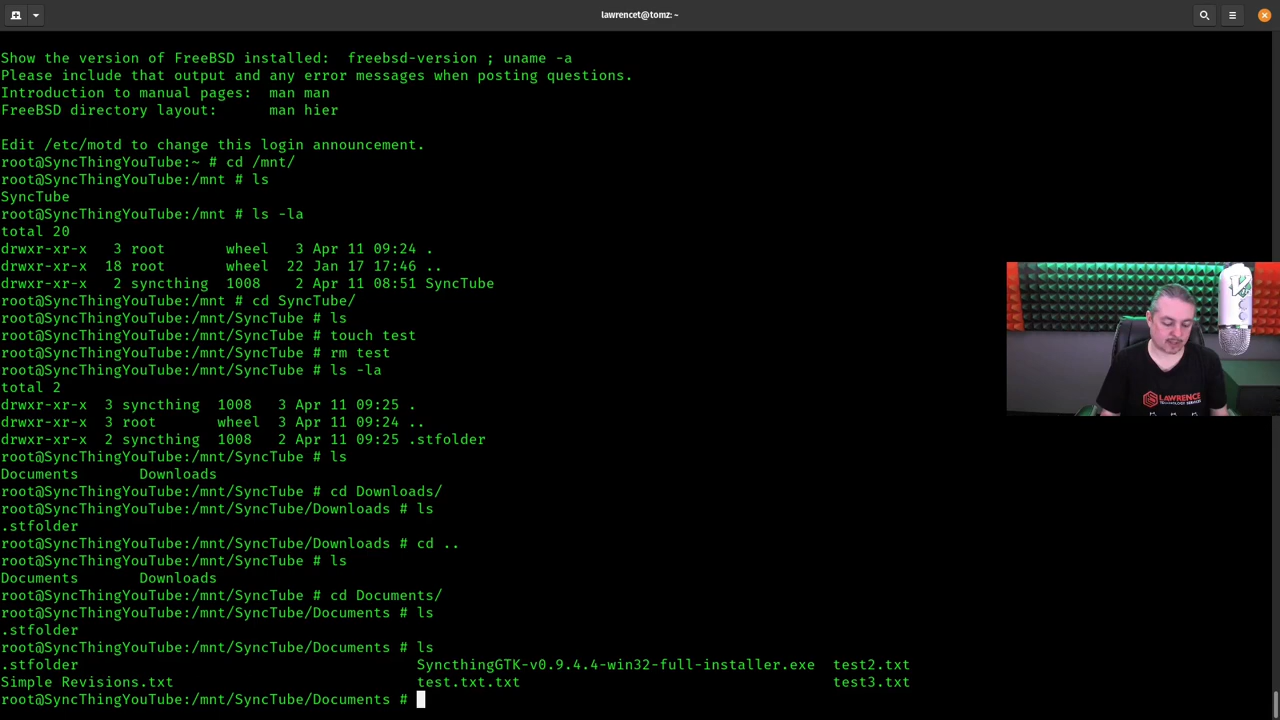 lawrencet@tomz: ~
Show the version of FreeBSD installed:  freebsd-version ; uname -a
Please include that output and any error messages when posting questions.
Introduction to manual pages:  man man
FreeBSD directory layout:      man hier
Edit /etc/motd to change this login announcement.
root@SyncThingYouTube:~ # cd /mnt/
root@SyncThingYouTube:/mnt # ls
SyncTube
root@SyncThingYouTube:/mnt # ls -la
total 20
drwxr-xr-x   3 root       wheel   3 Apr 11 09:24 .
drwxr-xr-x  18 root       wheel  22 Jan 17 17:46 ..
drwxr-xr-x   2 syncthing  1008    2 Apr 11 08:51 SyncTube
root@SyncThingYouTube:/mnt # cd SyncTube/
root@SyncThingYouTube:/mnt/SyncTube # ls
root@SyncThingYouTube:/mnt/SyncTube # touch test
root@SyncThingYouTube:/mnt/SyncTube # rm test
root@SyncThingYouTube:/mnt/SyncTube # ls -la
total 2
drwxr-xr-x  3 syncthing  1008   3 Apr 11 09:25 .
drwxr-xr-x  3 root       wheel  3 Apr 11 09:24 ..
drwxr-xr-x  2 syncthing  1008   2 Apr 11 09:25 .stfolder
root@SyncThingYouTube:/mnt/SyncTube # ls
Documents       Downloads
root@SyncThingYouTube:/mnt/SyncTube # cd Downloads/
root@SyncThingYouTube:/mnt/SyncTube/Downloads # ls
.stfolder
root@SyncThingYouTube:/mnt/SyncTube/Downloads # cd ..
root@SyncThingYouTube:/mnt/SyncTube # ls
Documents       Downloads
root@SyncThingYouTube:/mnt/SyncTube # cd Documents/
root@SyncThingYouTube:/mnt/SyncTube/Documents # ls
.stfolder
root@SyncThingYouTube:/mnt/SyncTube/Documents # ls
.stfolder                                       SyncthingGTK-v0.9.4.4-win32-full-installer.exe  test2.txt
Simple Revisions.txt                            test.txt.txt                                    test3.txt
root@SyncThingYouTube:/mnt/SyncTube/Documents #
LAWRENCE